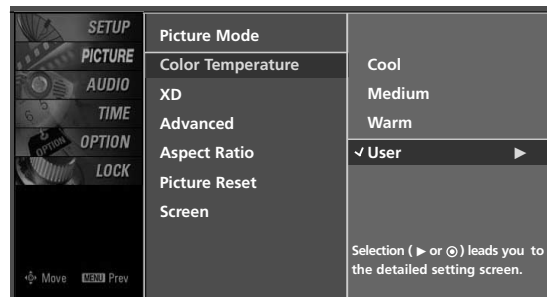 SETUP
PICTURE
AUDIO
TIME
OPTION
LOCK
Move MENU Prev
Picture Mode
Color Temperature
XD
Advanced
Aspect Ratio
Picture Reset
Screen
Cool
Medium
Warm
✓ User ▶
Selection ( ▶ or ⊙ ) leads you to
the detailed setting screen.